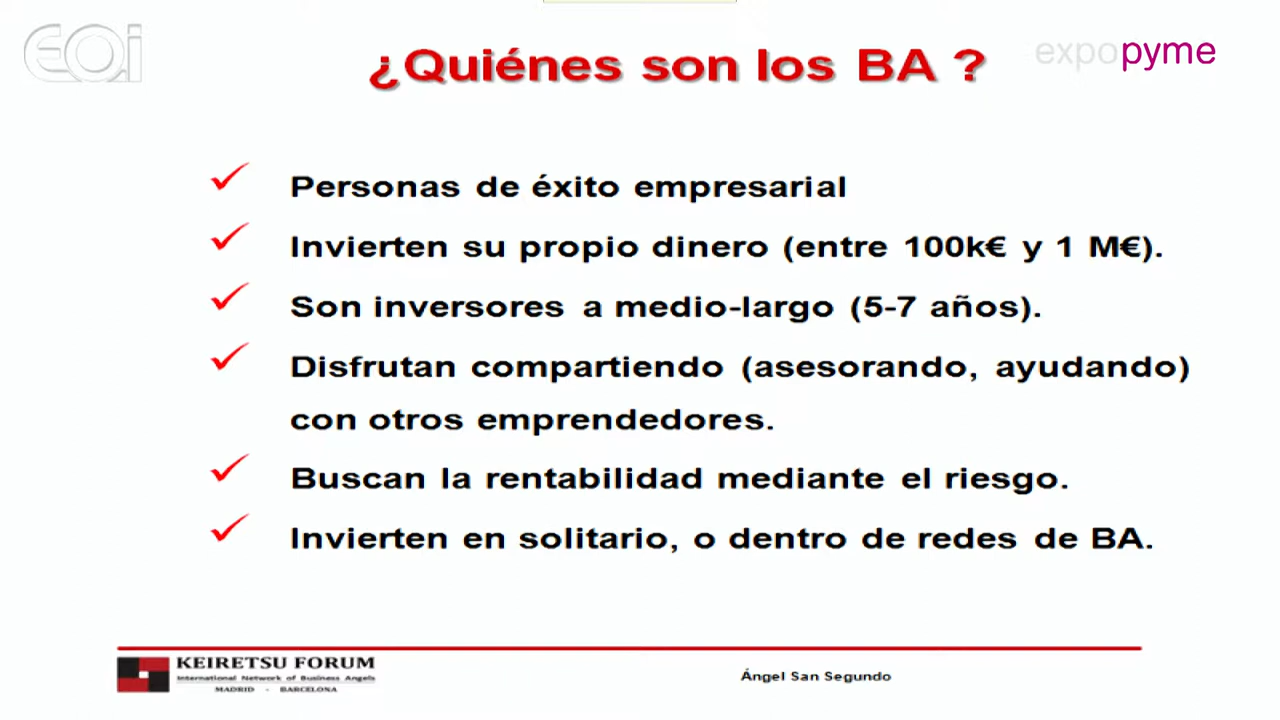 EOi
¿Quiénes son los BA ?
expopyme
Personas de éxito empresarial
Invierten su propio dinero (entre 100k€ y 1 M€).
Son inversores a medio-largo (5-7 años).
Disfrutan compartiendo (asesorando, ayudando)
con otros emprendedores.
Buscan la rentabilidad mediante el riesgo.
Invierten en solitario, o dentro de redes de BA.
KEIRETSU FORUM
International Network of Business Angels
MADRID - BARCELONA
Ángel San Segundo